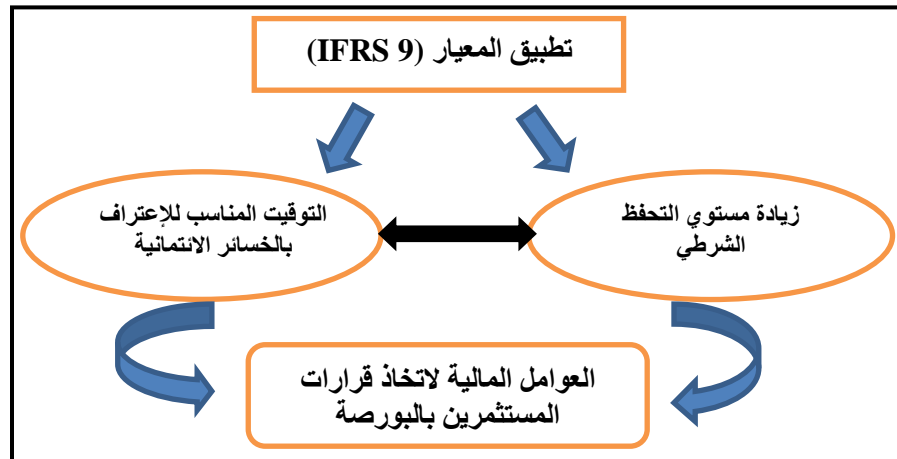 تطبيق المعيار (IFRS 9)
زيادة مستوي التحفظ
الشرطي
التوقيت المناسب للإعتراف
بالخسائر الائتمانية
العوامل المالية لاتخاذ قرارات
المستثمرين بالبورصة